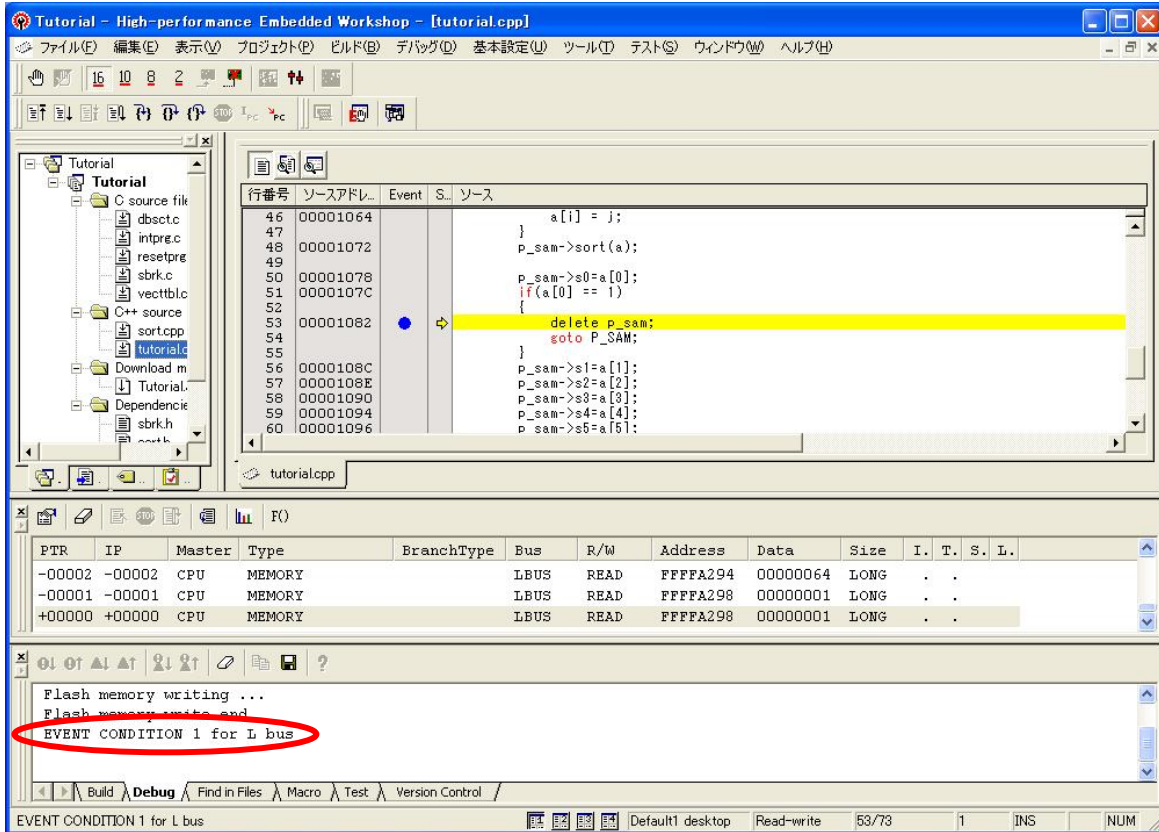 Tutorial - High-performance Embedded Workshop - [tutorial.cpp]
ファイル(F) 編集(E) 表示(V) プロジェクト(P) ビルド(B) デバッグ(D) 基本設定(U) ツール(T) テスト(S) ウィンドウ(W) ヘルプ(H)
16 10 8 2
STOP PC PC
Tutorial
Tutorial
C source file
dbsct.c
intprg.c
resetprg
sbrk.c
vecttbl.c
C++ source
sort.cpp
tutorial.c
Download m
Tutorial.
Dependencie
sbrk.h
行番号 ソースアドレ... Event S... ソース
46 00001064 a[i] = j;
47 }
48 00001072 p_sam->sort(a);
49
50 00001078 p_sam->s0=a[0];
51 0000107C if(a[0] == 1)
52 {
53 00001082 delete p_sam;
54 goto P_SAM;
55 }
56 0000108C p_sam->s1=a[1];
57 0000108E p_sam->s2=a[2];
58 00001090 p_sam->s3=a[3];
59 00001094 p_sam->s4=a[4];
60 00001096 p_sam->s5=a[5];
tutorial.cpp
STOP F()
PTR IP Master Type BranchType Bus R/W Address Data Size I. T. S. L.
-00002 -00002 CPU MEMORY LBUS READ FFFFA294 00000064 LONG . .
-00001 -00001 CPU MEMORY LBUS READ FFFFA298 00000001 LONG . .
+00000 +00000 CPU MEMORY LBUS READ FFFFA298 00000001 LONG . .
Flash memory writing ...
Flash memory write end
EVENT CONDITION 1 for L bus
Build Debug Find in Files Macro Test Version Control
EVENT CONDITION 1 for L bus Default1 desktop Read-write 53/73 1 INS NUM